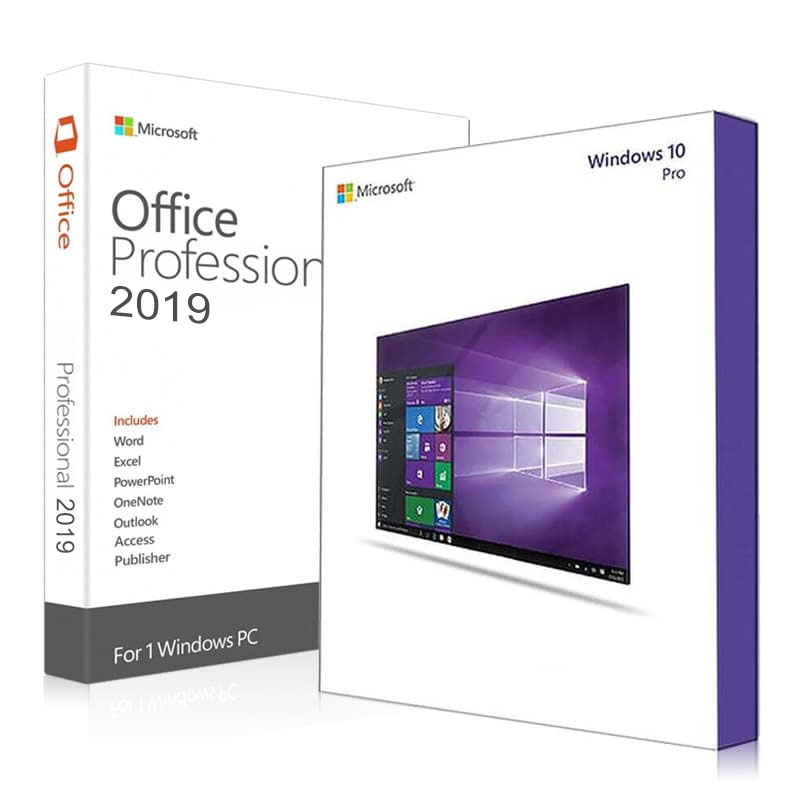 Office
Professional 2019
Microsoft
Office
Profession
2019
Includes
Word
Excel
PowerPoint
OneNote
Outlook
Access
Publisher
For 1 Windows PC
Microsoft
Windows 10
Pro